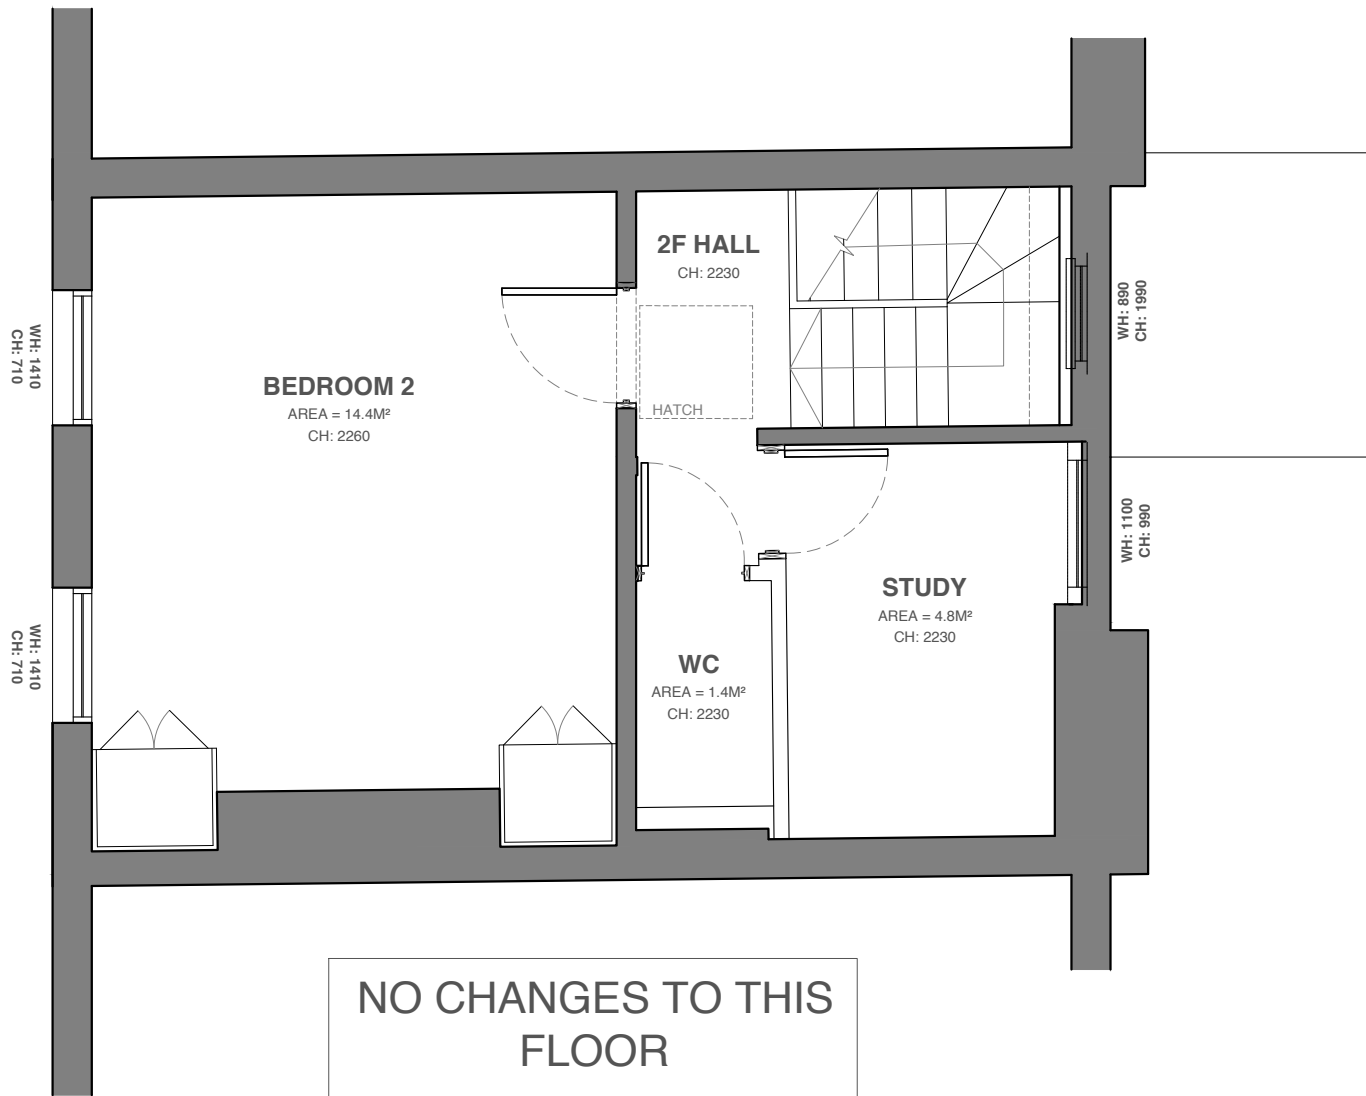 2F HALL
CH: 2230
WH: 890
CH: 1990
WH: 1410
CH: 710
BEDROOM 2
AREA = 14.4M²
CH: 2260
HATCH
WH: 1100
CH: 990
STUDY
AREA = 4.8M²
CH: 2230
WH: 1410
CH: 710
WC
AREA = 1.4M²
CH: 2230
NO CHANGES TO THIS
FLOOR